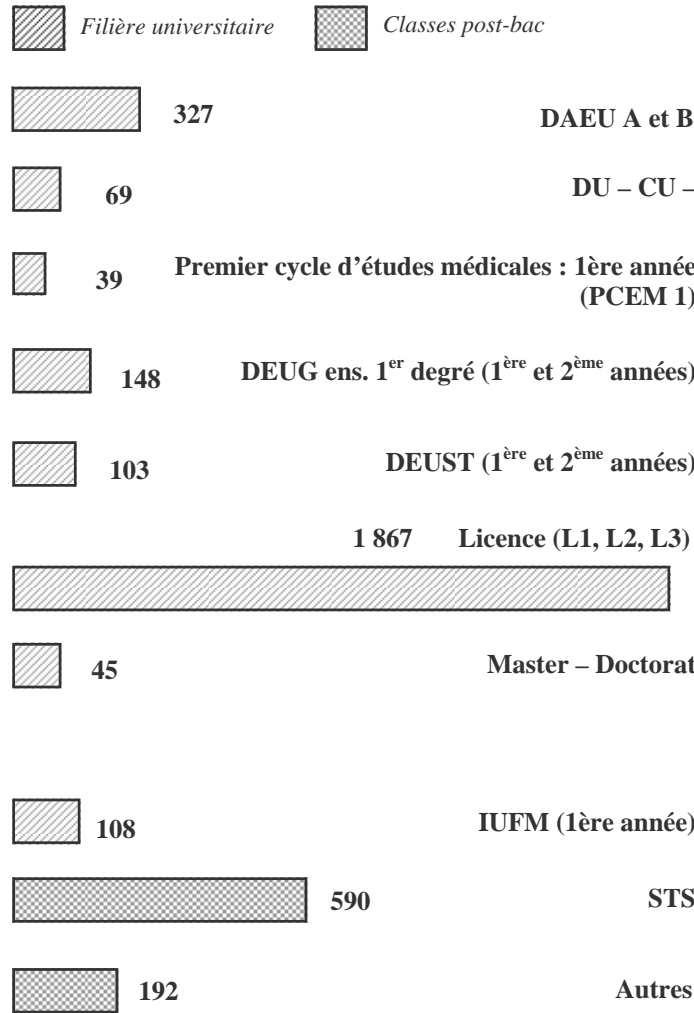 Filière universitaire Classes post-bac
327 DAEU A et B
69 DU – CU –
39 Premier cycle d'études médicales : 1ère année
(PCEM 1)
148 DEUG ens. 1er degré (1ère et 2ème années)
103 DEUST (1ère et 2ème années)
1 867 Licence (L1, L2, L3)
45 Master – Doctorat
108 IUFM (1ère année)
590 STS
192 Autres